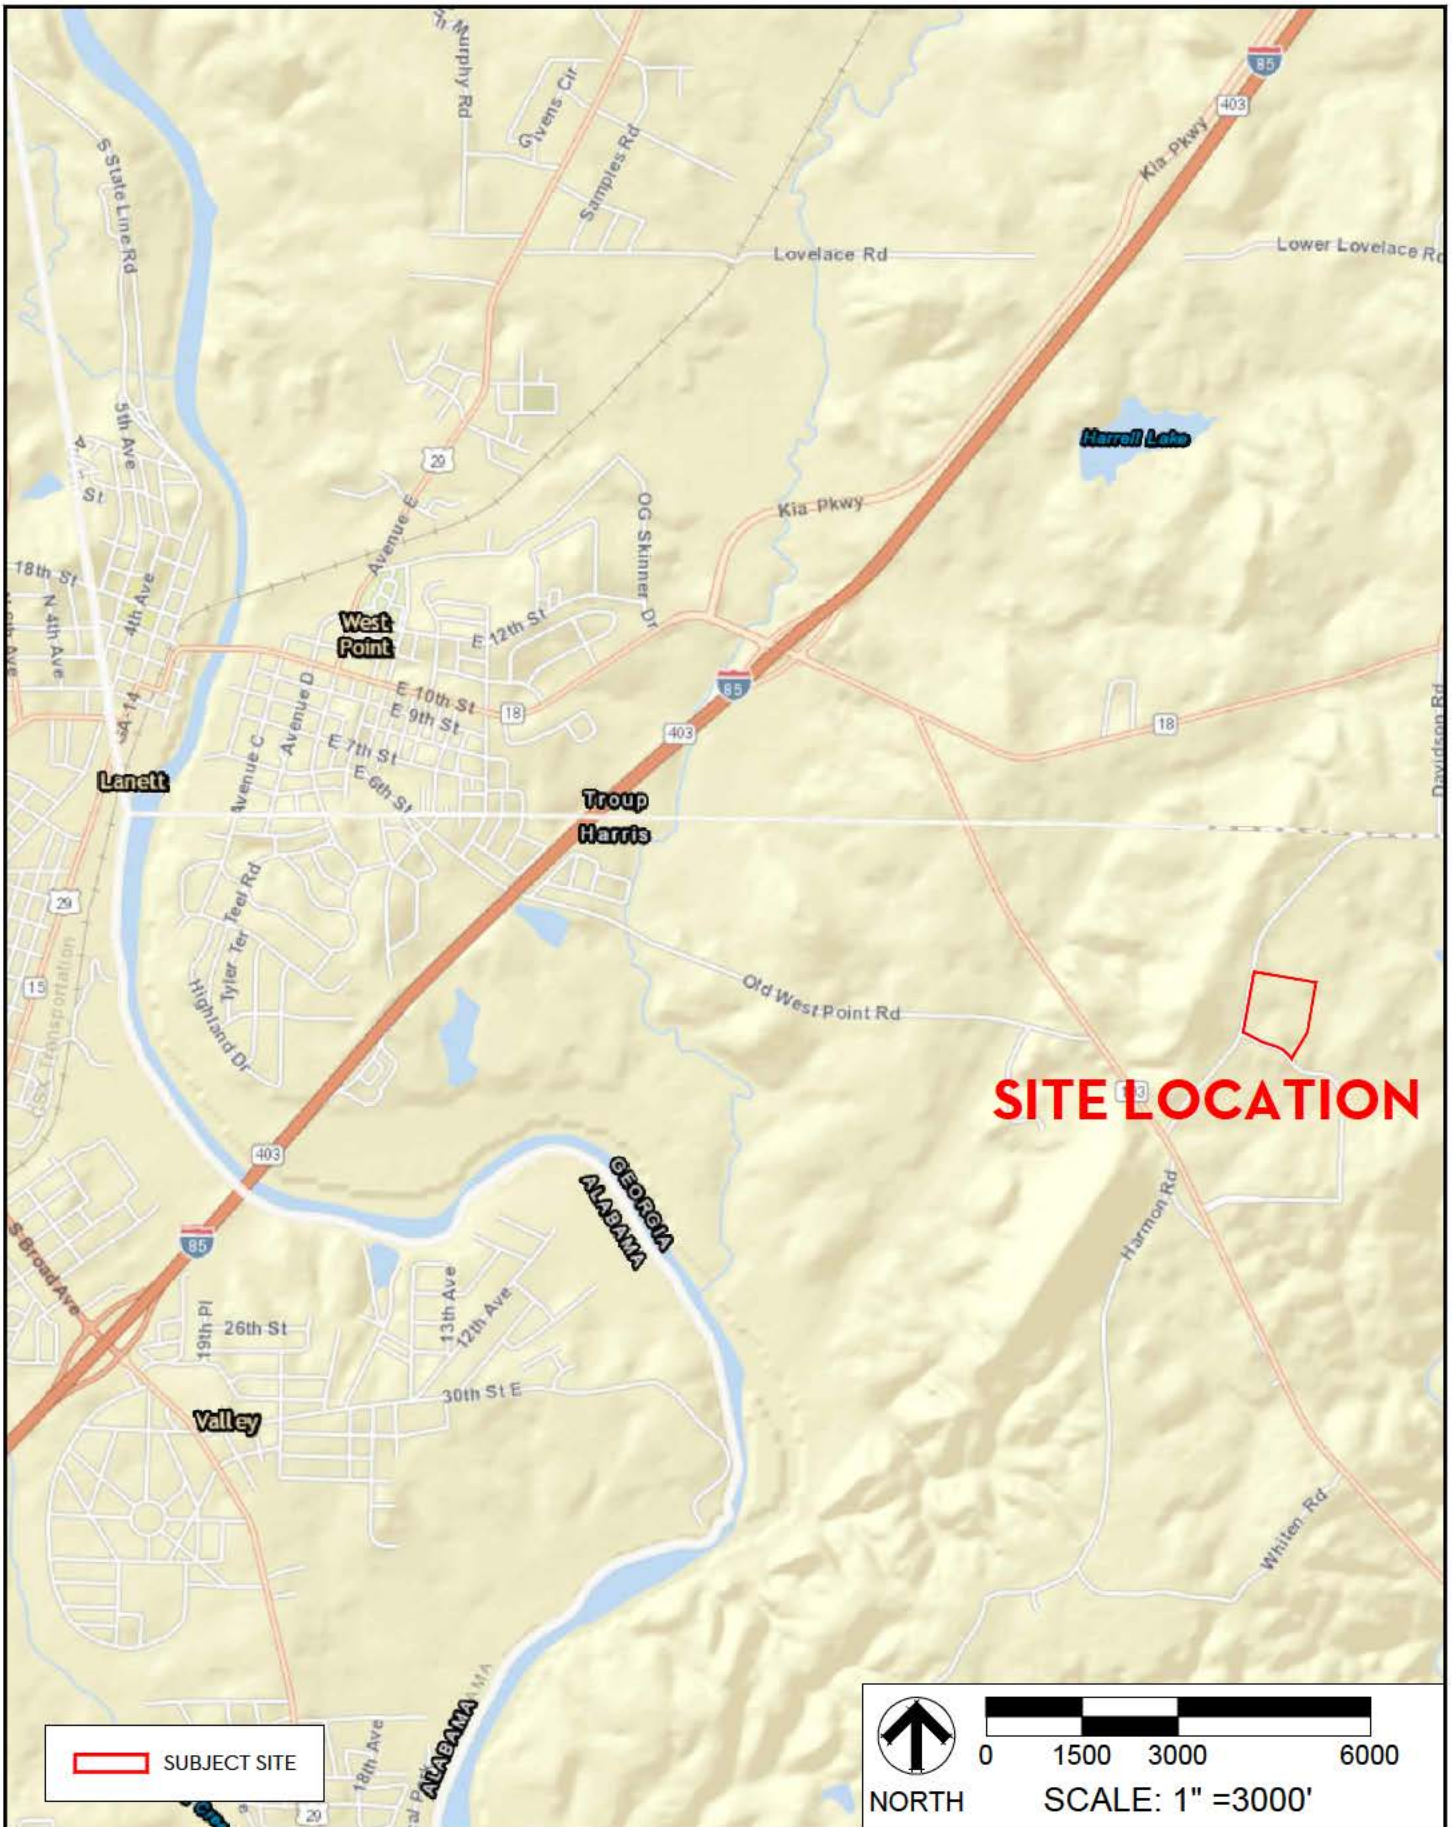 Murphy Rd
Givens Cir
Samples Rd
85
403
Kia Pkwy
S State Line Rd
Lovelace Rd
Lower Lovelace Rd
5th Ave
A
St
29
Harrell Lake
Avenue E
OG Skinner Dr
Kia Pkwy
18th St
N 4th Ave
4th Ave
West
Point
E 12th St
Avenue D
E 10th St
E 9th St
18
85
403
18
Davidson Rd
GA-14
Avenue C
E 7th St
E 6th St
Lanett
Troup
Harris
29
Tyler Ter
Teel Rd
Highland Dr
15
CSX Transportation
Old West Point Rd
SITE LOCATION
403
GEORGIA
ALABAMA
Harmon Rd
S Broad Ave
85
19th Pl
26th St
13th Ave
12th Ave
30th St E
Valley
Whiten Rd
ALABAMA
18th Ave
29
SUBJECT SITE
NORTH
0 1500 3000 6000
SCALE: 1" =3000'